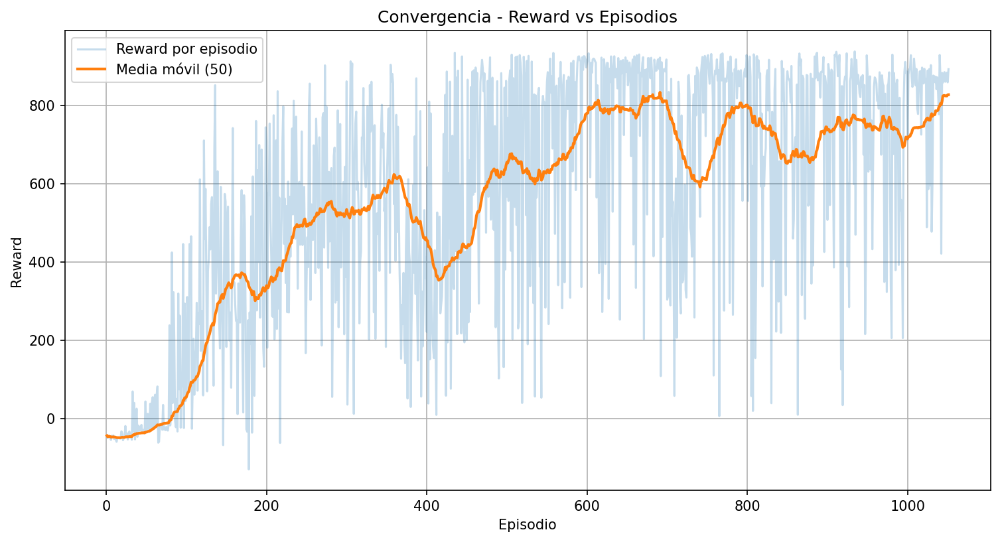 Convergencia - Reward vs Episodios
Reward por episodio
Media móvil (50)
800
600
400
200
0
Reward
0
200
400
600
800
1000
Episodio